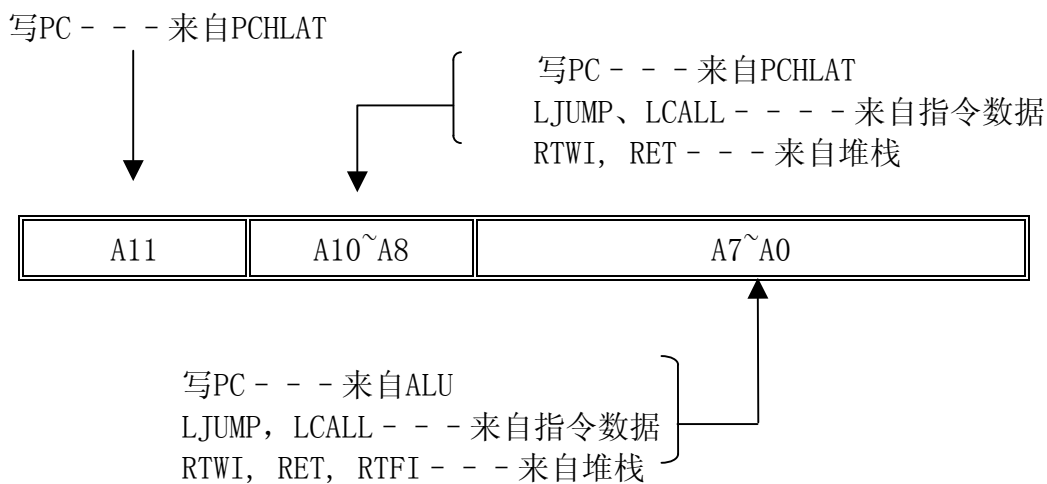 写PC---来自PCHLAT
写PC---来自PCHLAT
LJUMP、LCALL----来自指令数据
RTWI, RET---来自堆栈
A11 A10~A8 A7~A0
写PC---来自ALU
LJUMP，LCALL---来自指令数据
RTWI, RET, RTFI---来自堆栈